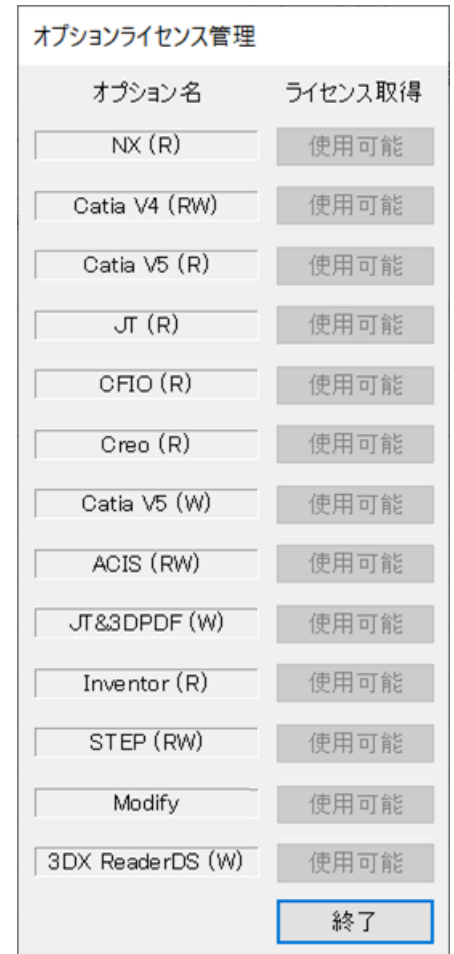 オプションライセンス管理
オプション名 ライセンス取得
NX (R) 使用可能
Catia V4 (RW) 使用可能
Catia V5 (R) 使用可能
JT (R) 使用可能
CFIO (R) 使用可能
Creo (R) 使用可能
Catia V5 (W) 使用可能
ACIS (RW) 使用可能
JT&3DPDF (W) 使用可能
Inventor (R) 使用可能
STEP (RW) 使用可能
Modify 使用可能
3DX ReaderDS (W) 使用可能
終了